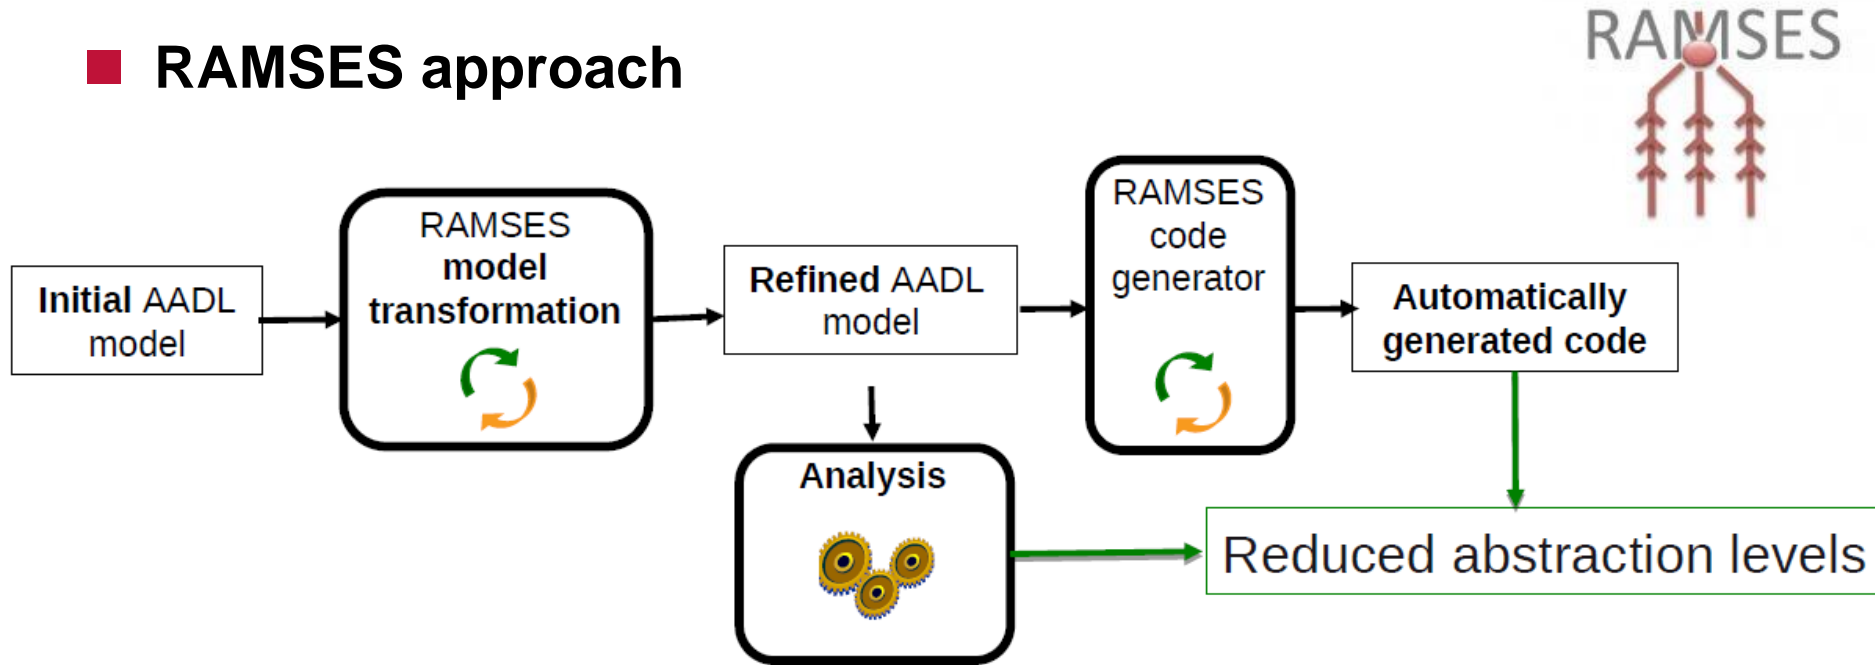 RAMSES approach
RAMSES
Initial AADL
model
RAMSES
model
transformation
Refined AADL
model
RAMSES
code
generator
Automatically
generated code
Analysis
Reduced abstraction levels